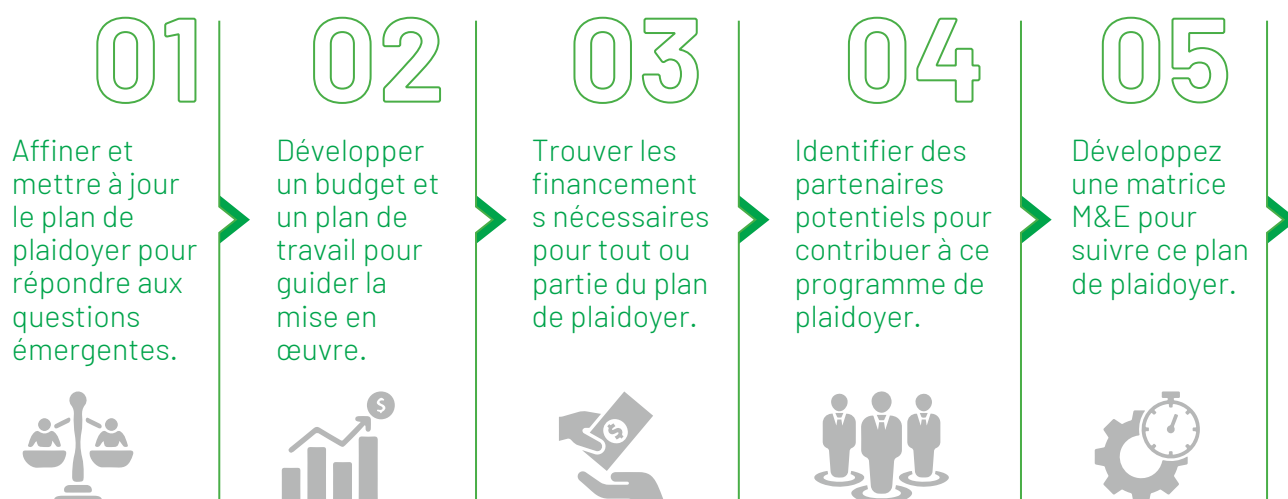 01
Affiner et
mettre à jour
le plan de
plaidoyer pour
répondre aux
questions
émergentes.
02
Développer
un budget et
un plan de
travail pour
guider la
mise en
œuvre.
03
Trouver les
financement
s nécessaires
pour tout ou
partie du plan
de plaidoyer.
04
Identifier des
partenaires
potentiels pour
contribuer à ce
programme de
plaidoyer.
05
Développez
une matrice
M&E pour
suivre ce plan
de plaidoyer.
$
$